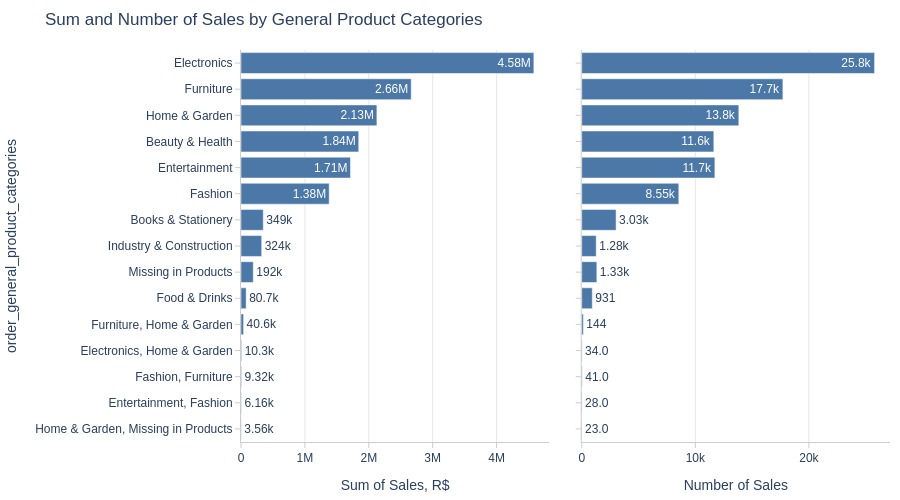 Sum and Number of Sales by General Product Categories
order_general_product_categories
Electronics 4.58M 25.8k
Furniture 2.66M 17.7k
Home & Garden 2.13M 13.8k
Beauty & Health 1.84M 11.6k
Entertainment 1.71M 11.7k
Fashion 1.38M 8.55k
Books & Stationery 349k 3.03k
Industry & Construction 324k 1.28k
Missing in Products 192k 1.33k
Food & Drinks 80.7k 931
Furniture, Home & Garden 40.6k 144
Electronics, Home & Garden 10.3k 34.0
Fashion, Furniture 9.32k 41.0
Entertainment, Fashion 6.16k 28.0
Home & Garden, Missing in Products 3.56k 23.0
0 1M 2M 3M 4M 0 10k 20k
Sum of Sales, R$ Number of Sales